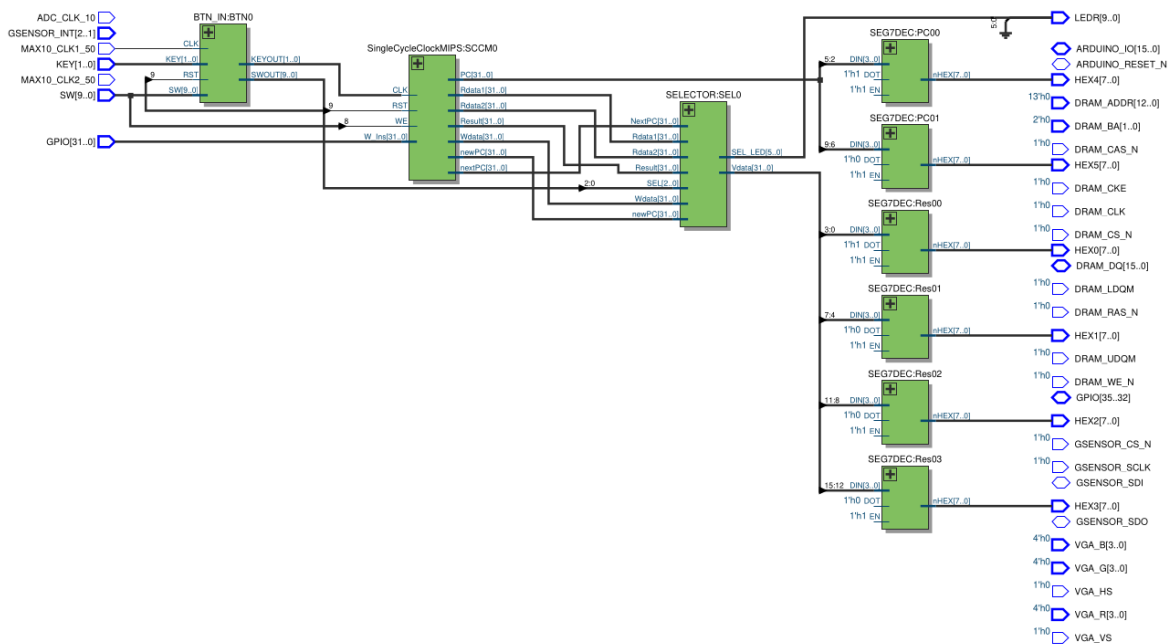 ADC_CLK_10
GSENSOR_INT[2..1]
MAX10_CLK1_50
KEY[1..0]
MAX10_CLK2_50
SW[9..0]
GPIO[31..0]
BTN_IN:BTN0
CLK
KEY[1..0]
9
RST
SW[9..0]
KEYOUT[1..0]
SWOUT[9..0]
9
8
SingleCycleClockMIPS:SCCM0
CLK
RST
WE
W_Ins[31..0]
PC[31..0]
Rdata1[31..0]
Rdata2[31..0]
Result[31..0]
Wdata[31..0]
newPC[31..0]
nextPC[31..0]
2:0
SELECTOR:SEL0
NextPC[31..0]
Rdata1[31..0]
Rdata2[31..0]
Result[31..0]
SEL[2..0]
Wdata[31..0]
newPC[31..0]
SEL_LED[5..0]
Vdata[31..0]
SEG7DEC:PC00
5:2 DIN[3..0]
1'h1 DOT
1'h1 EN
nHEX[7..0]
SEG7DEC:PC01
9:6 DIN[3..0]
1'h0 DOT
1'h1 EN
nHEX[7..0]
SEG7DEC:Res00
3:0 DIN[3..0]
1'h1 DOT
1'h1 EN
nHEX[7..0]
SEG7DEC:Res01
7:4 DIN[3..0]
1'h0 DOT
1'h1 EN
nHEX[7..0]
SEG7DEC:Res02
11:8 DIN[3..0]
1'h0 DOT
1'h1 EN
nHEX[7..0]
SEG7DEC:Res03
15:12 DIN[3..0]
1'h0 DOT
1'h1 EN
nHEX[7..0]
5:0
LEDR[9..0]
ARDUINO_IO[15..0]
ARDUINO_RESET_N
HEX4[7..0]
13'h0 DRAM_ADDR[12..0]
2'h0 DRAM_BA[1..0]
1'h0 DRAM_CAS_N
HEX5[7..0]
1'h0 DRAM_CKE
1'h0 DRAM_CLK
1'h0 DRAM_CS_N
HEX0[7..0]
DRAM_DQ[15..0]
1'h0 DRAM_LDQM
1'h0 DRAM_RAS_N
HEX1[7..0]
1'h0 DRAM_UDQM
1'h0 DRAM_WE_N
GPIO[35..32]
HEX2[7..0]
1'h0 GSENSOR_CS_N
1'h0 GSENSOR_SCLK
GSENSOR_SDI
HEX3[7..0]
GSENSOR_SDO
4'h0 VGA_B[3..0]
4'h0 VGA_G[3..0]
1'h0 VGA_HS
4'h0 VGA_R[3..0]
1'h0 VGA_VS